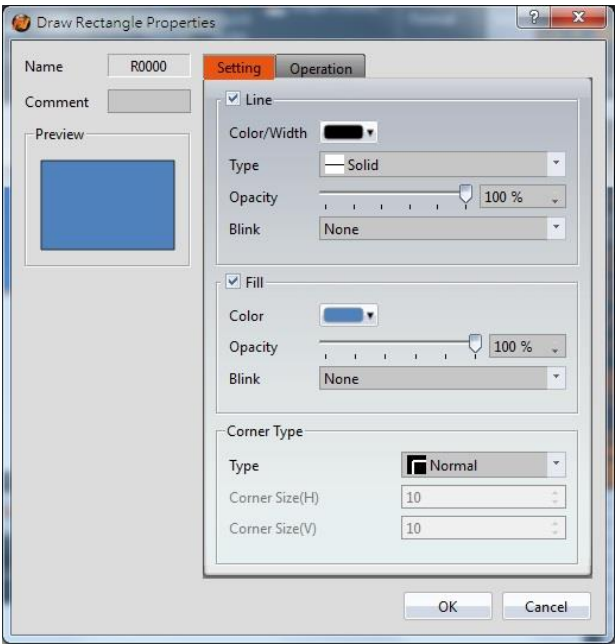 Draw Rectangle Properties
Name R0000
Comment
Preview
Setting Operation
Line
Color/Width
Type Solid
Opacity 100 %
Blink None
Fill
Color
Opacity 100 %
Blink None
Corner Type
Type Normal
Corner Size(H) 10
Corner Size(V) 10
OK Cancel